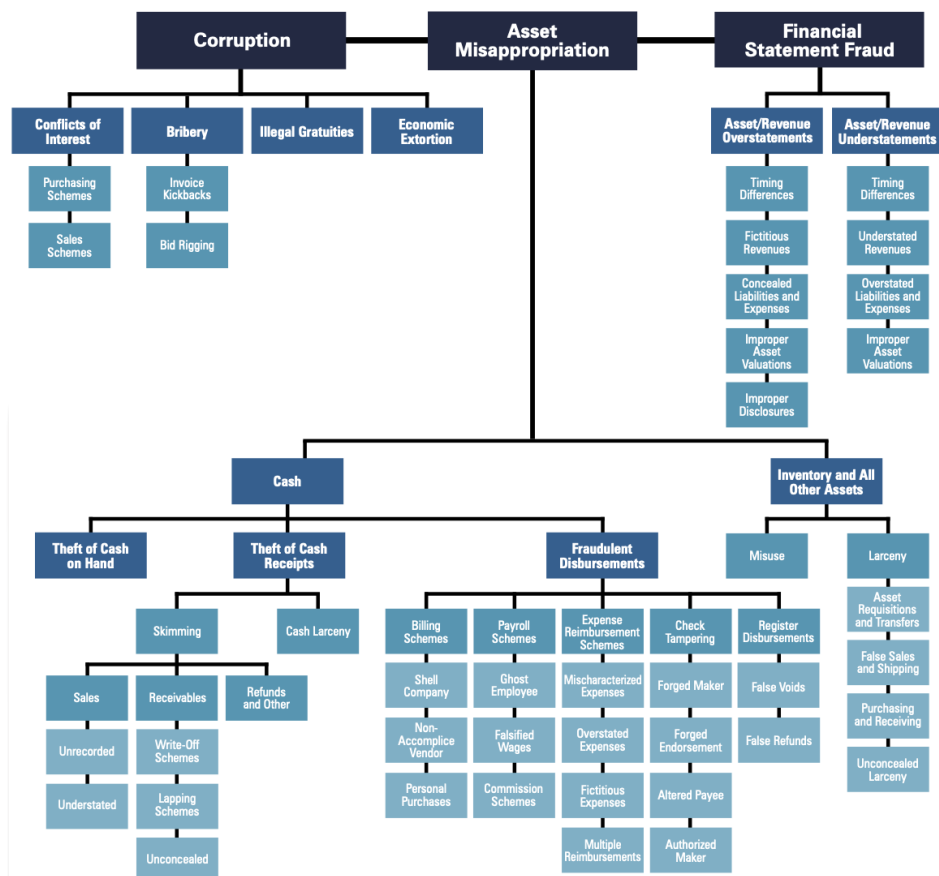 Corruption
Asset
Misappropriation
Financial
Statement Fraud
Conflicts of
Interest
Bribery
Illegal Gratuities
Economic
Extortion
Asset/Revenue
Overstatements
Asset/Revenue
Understatements
Purchasing
Schemes
Invoice
Kickbacks
Timing
Differences
Timing
Differences
Sales
Schemes
Bid Rigging
Fictitious
Revenues
Understated
Revenues
Concealed
Liabilities and
Expenses
Overstated
Liabilities and
Expenses
Improper
Asset
Valuations
Improper
Asset
Valuations
Improper
Disclosures
Cash
Inventory and All
Other Assets
Theft of Cash
on Hand
Theft of Cash
Receipts
Fraudulent
Disbursements
Misuse
Larceny
Skimming
Cash Larceny
Billing
Schemes
Payroll
Schemes
Expense
Reimbursement
Schemes
Check
Tampering
Register
Disbursements
Asset
Requisitions
and Transfers
Sales
Receivables
Refunds
and Other
Shell
Company
Ghost
Employee
Mischaracterized
Expenses
Forged Maker
False Voids
False Sales
and Shipping
Unrecorded
Write-Off
Schemes
Non-
Accomplice
Vendor
Falsified
Wages
Overstated
Expenses
Forged
Endorsement
False Refunds
Purchasing
and Receiving
Understated
Lapping
Schemes
Personal
Purchases
Commission
Schemes
Fictitious
Expenses
Altered Payee
Unconcealed
Larceny
Unconcealed
Multiple
Reimbursements
Authorized
Maker